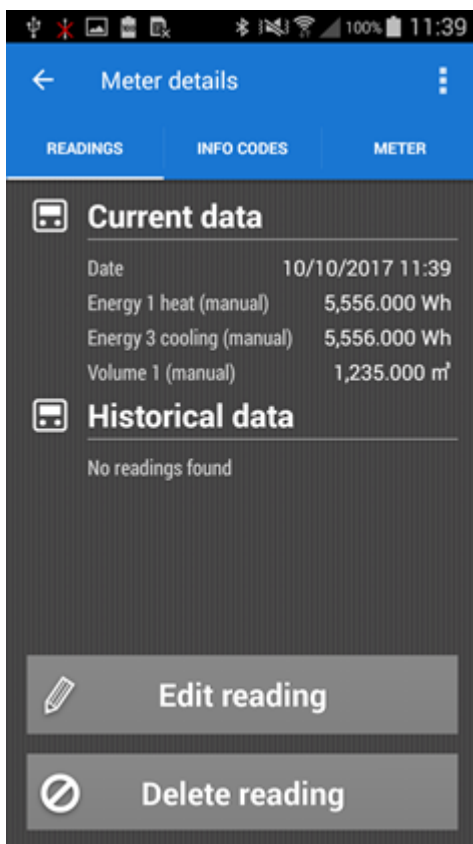 100% 11:39
Meter details
READINGS INFO CODES METER
Current data
Date 10/10/2017 11:39
Energy 1 heat (manual) 5,556.000 Wh
Energy 3 cooling (manual) 5,556.000 Wh
Volume 1 (manual) 1,235.000 m³
Historical data
No readings found
Edit reading
Delete reading